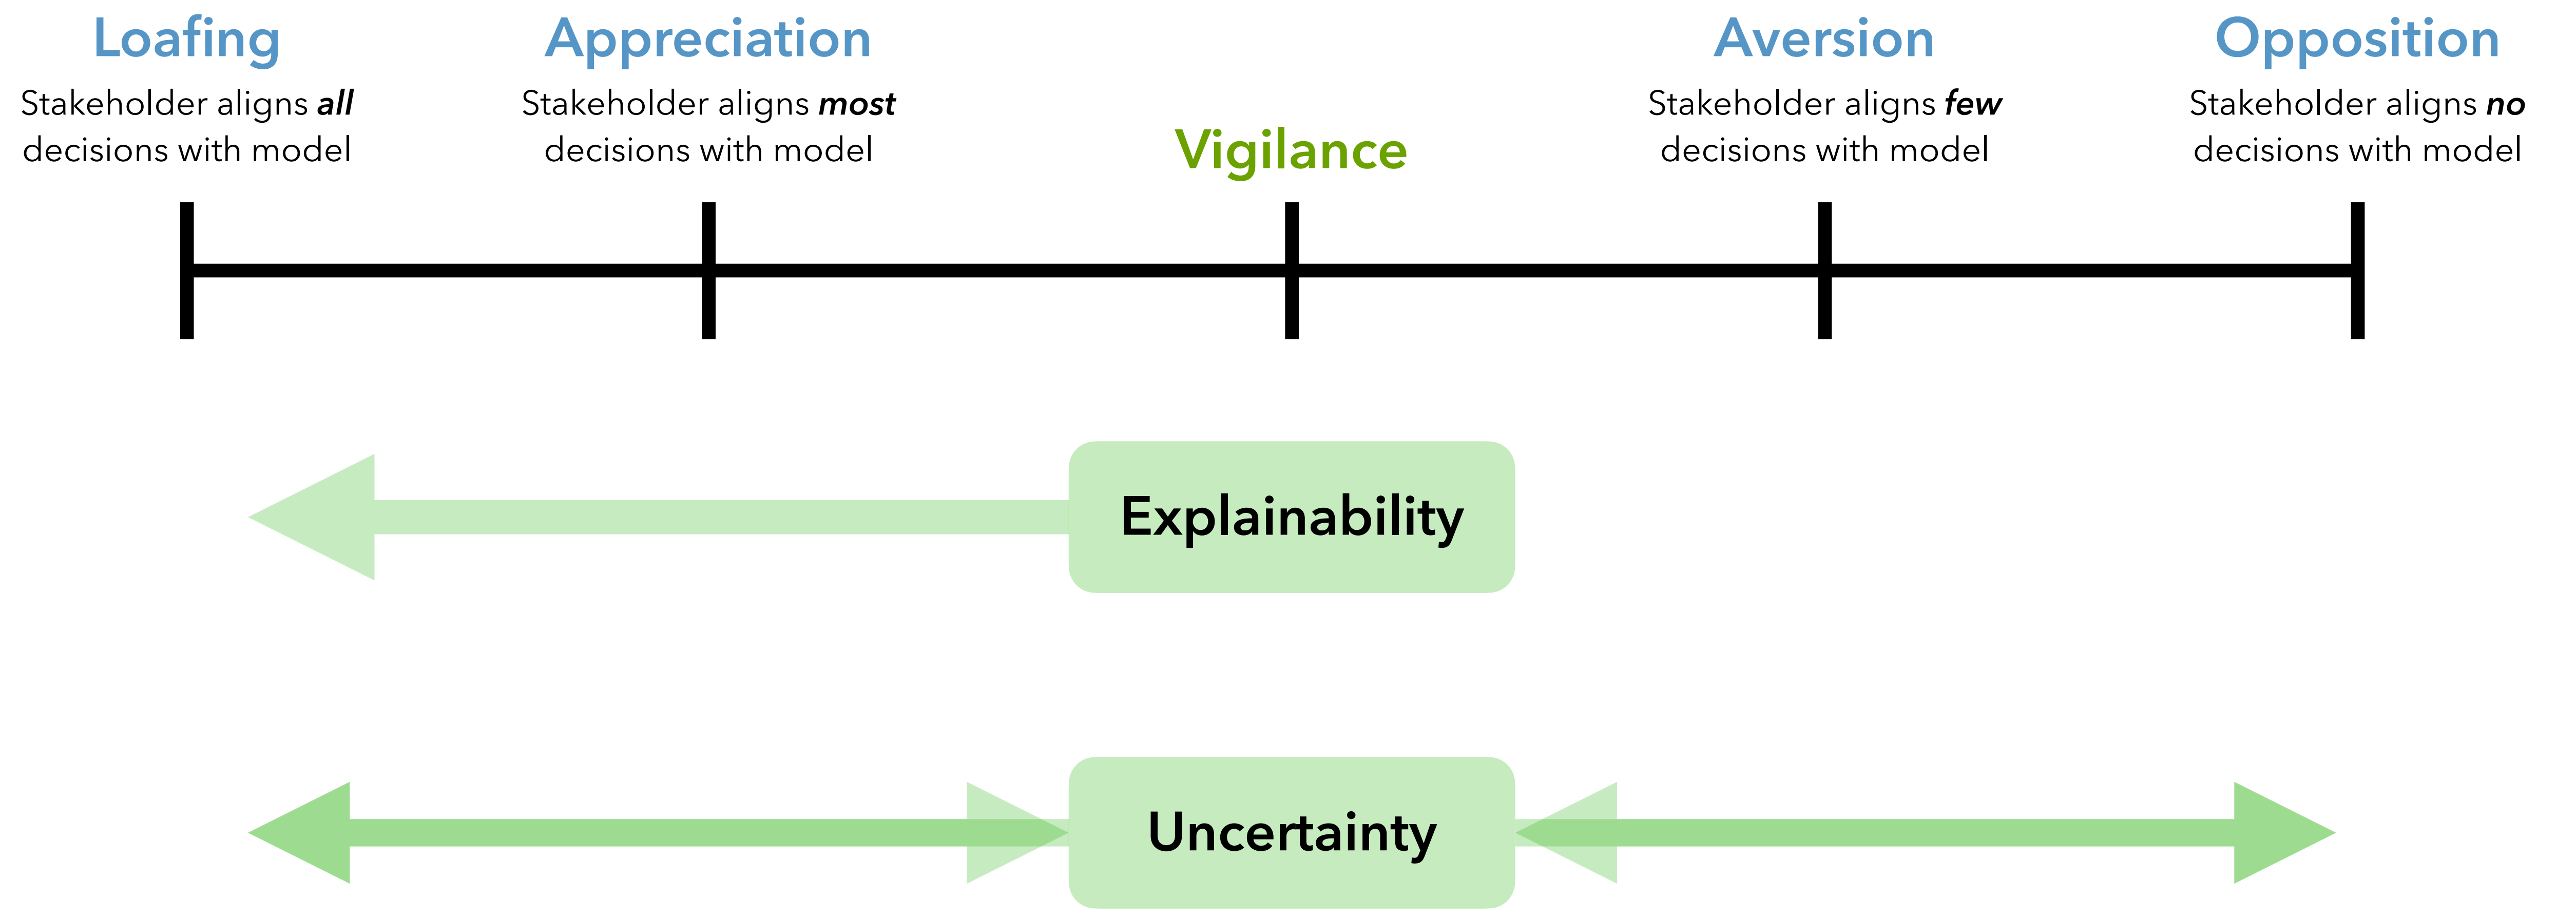 Loafing
Stakeholder aligns all
decisions with model
Appreciation
Stakeholder aligns most
decisions with model
Vigilance
Aversion
Stakeholder aligns few
decisions with model
Opposition
Stakeholder aligns no
decisions with model
Explainability
Uncertainty